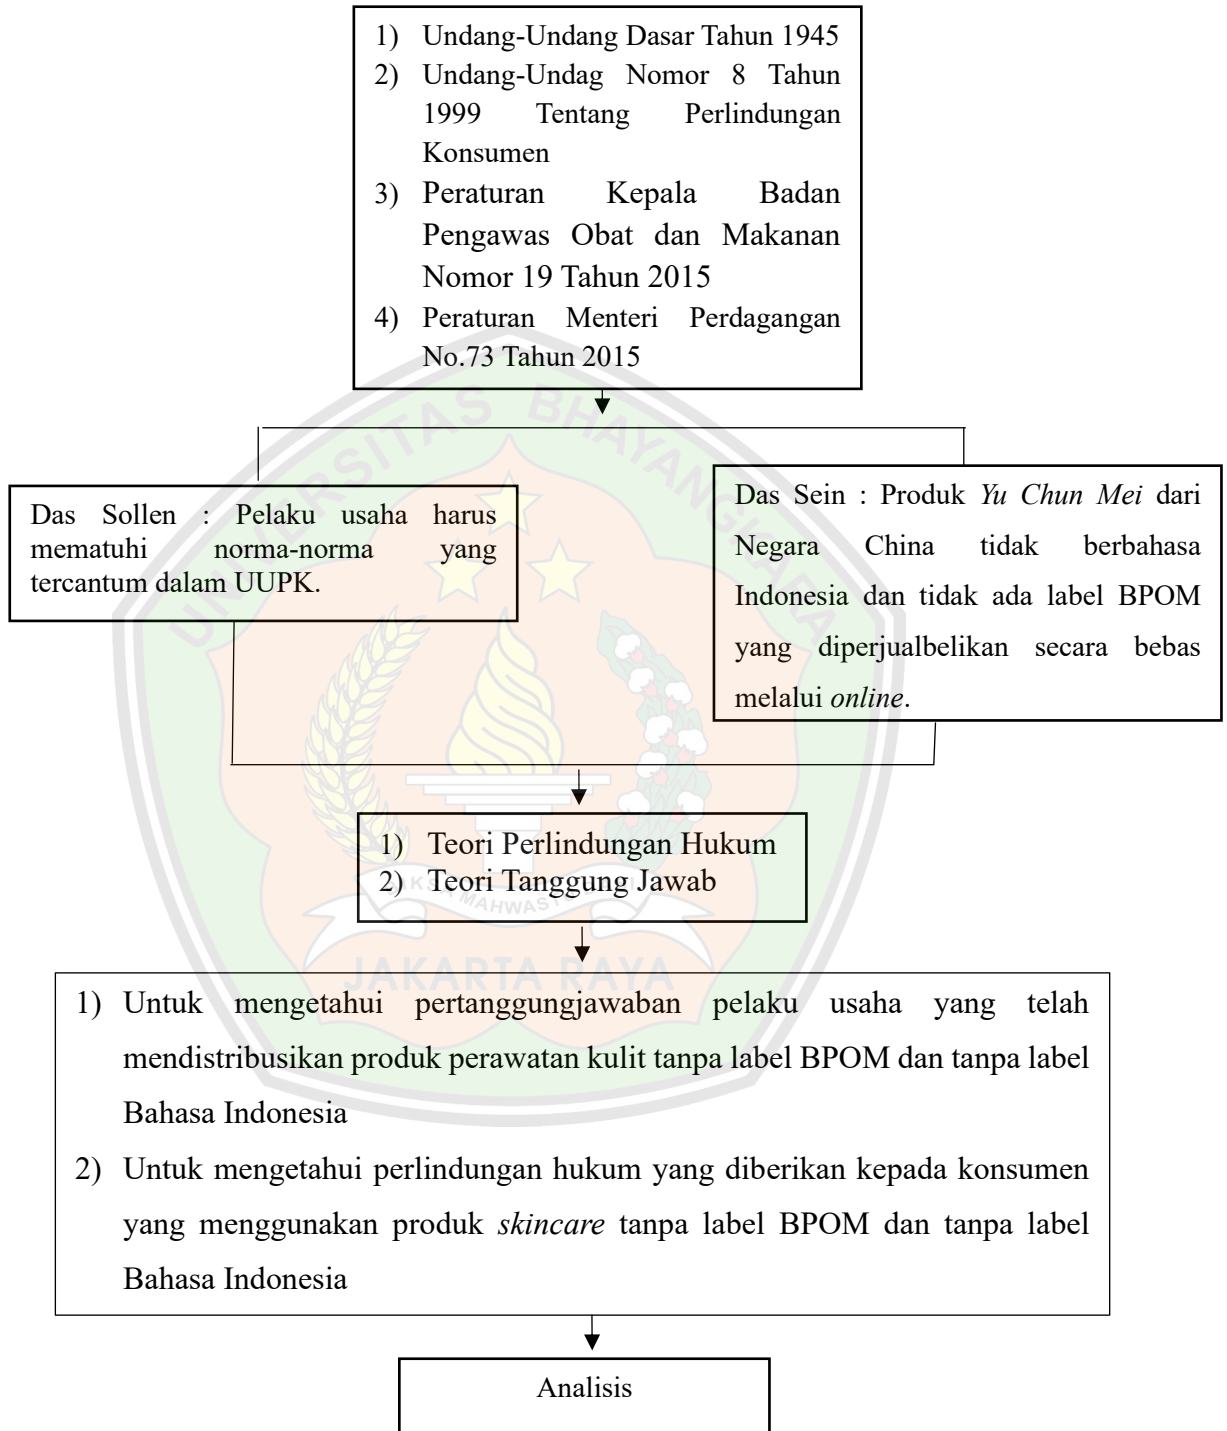 1) Undang-Undang Dasar Tahun 1945
2) Undang-Undag Nomor 8 Tahun
1999 Tentang Perlindungan
Konsumen
3) Peraturan Kepala Badan
Pengawas Obat dan Makanan
Nomor 19 Tahun 2015
4) Peraturan Menteri Perdagangan
No.73 Tahun 2015
UNIVERSITAS BHAYANGKARA
Das Sollen : Pelaku usaha harus
mematuhi norma-norma yang
tercantum dalam UUPK.
Das Sein : Produk Yu Chun Mei dari
Negara China tidak berbahasa
Indonesia dan tidak ada label BPOM
yang diperjualbelikan secara bebas
melalui online.
1) Teori Perlindungan Hukum
2) Teori Tanggung Jawab
JAKARTA RAYA
1) Untuk mengetahui pertanggungjawaban pelaku usaha yang telah
mendistribusikan produk perawatan kulit tanpa label BPOM dan tanpa label
Bahasa Indonesia
2) Untuk mengetahui perlindungan hukum yang diberikan kepada konsumen
yang menggunakan produk skincare tanpa label BPOM dan tanpa label
Bahasa Indonesia
Analisis